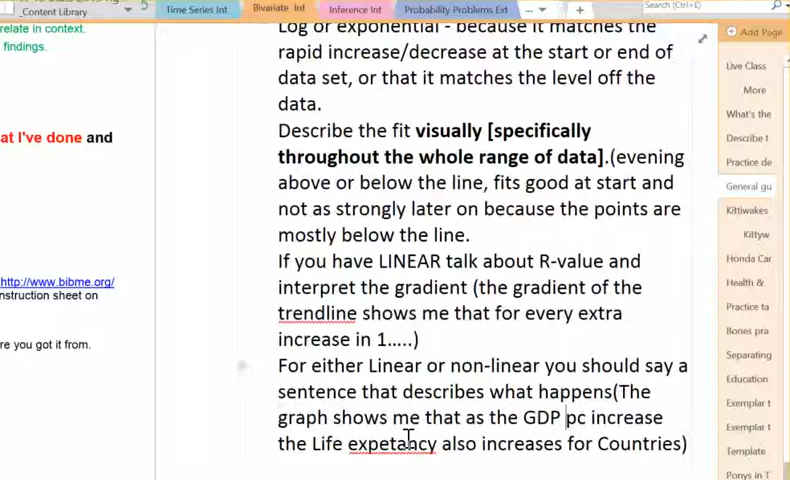 _Content Library
Time Series Int
Bivariate Int
Inference Int
Probability Problems Ext
...
Search (Ctrl+E)
relate in context.
findings.
at I've done and
http://www.bibme.org/
nstruction sheet on
re you got it from.
Log or exponential - because it matches the
rapid increase/decrease at the start or end of
data set, or that it matches the level off the
data.
Describe the fit visually [specifically
throughout the whole range of data].(evening
above or below the line, fits good at start and
not as strongly later on because the points are
mostly below the line.
If you have LINEAR talk about R-value and
interpret the gradient (the gradient of the
trendline shows me that for every extra
increase in 1.....)
For either Linear or non-linear you should say a
sentence that describes what happens(The
graph shows me that as the GDP pc increase
the Life expetancy also increases for Countries)
Add Page
Live Class
More
What's the
Describe t
Practice de
General gu
Kittiwakes
Kittyw
Honda Car
Health &
Practice ta
Bones pra
Separating
Education
Exemplar t
Exemplar t
Template
Ponys in T